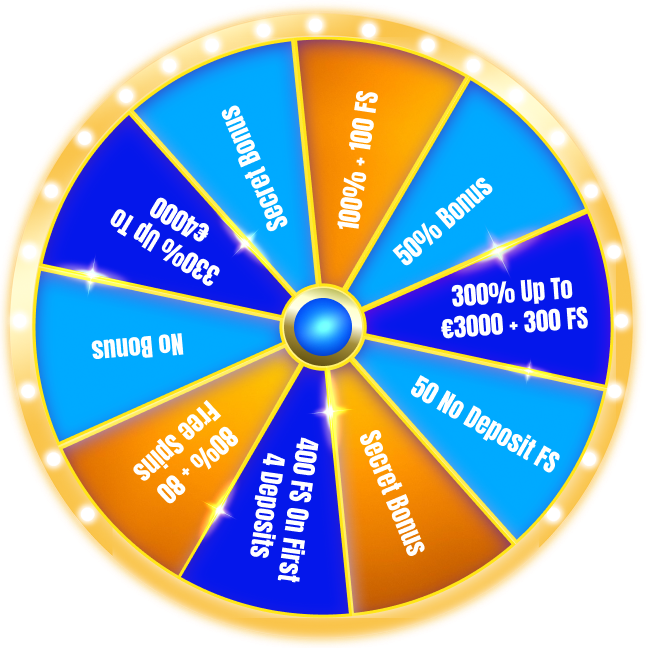 100% + 100 FS
50% Bonus
300% Up To
€3000 + 300 FS
50 No Deposit FS
Secret Bonus
400 FS On First
4 Deposits
80% + 80
Free Spins
No Bonus
330% Up To
€4000
Secret Bonus